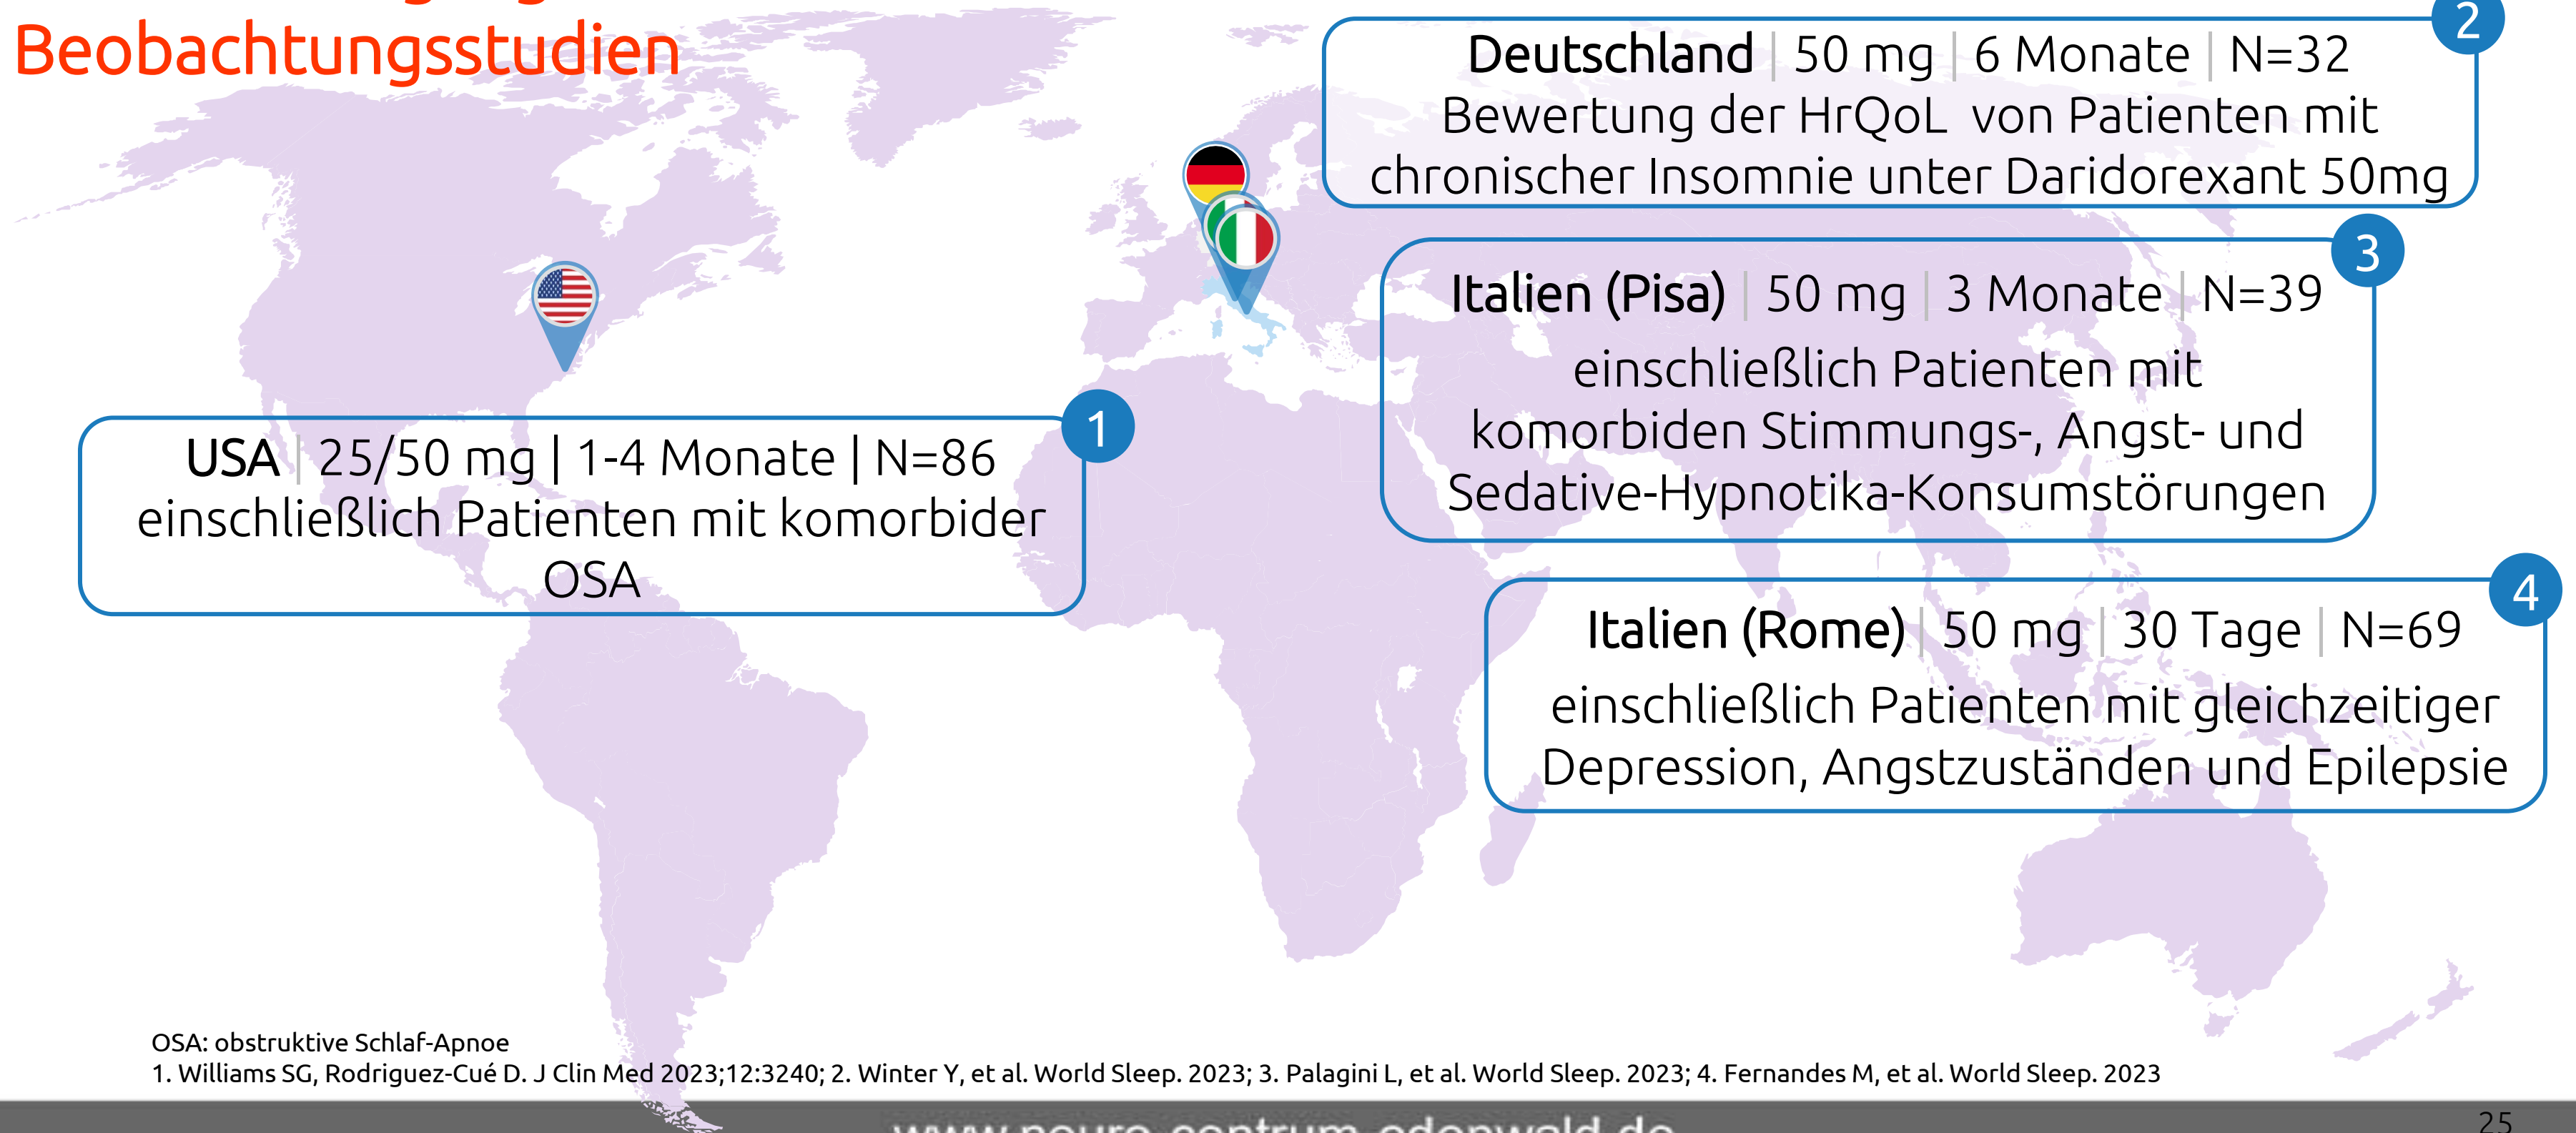 Beobachtungsstudien
2
Deutschland | 50 mg | 6 Monate | N=32
Bewertung der HrQoL von Patienten mit
chronischer Insomnie unter Daridorexant 50mg
3
Italien (Pisa) | 50 mg | 3 Monate | N=39
einschließlich Patienten mit
komorbiden Stimmungs-, Angst- und
Sedative-Hypnotika-Konsumstörungen
1
USA | 25/50 mg | 1-4 Monate | N=86
einschließlich Patienten mit komorbider
OSA
4
Italien (Rome) | 50 mg | 30 Tage | N=69
einschließlich Patienten mit gleichzeitiger
Depression, Angstzuständen und Epilepsie
OSA: obstruktive Schlaf-Apnoe
1. Williams SG, Rodriguez-Cué D. J Clin Med 2023;12:3240; 2. Winter Y, et al. World Sleep. 2023; 3. Palagini L, et al. World Sleep. 2023; 4. Fernandes M, et al. World Sleep. 2023
www.neuro-centrum-odenwald.de
25